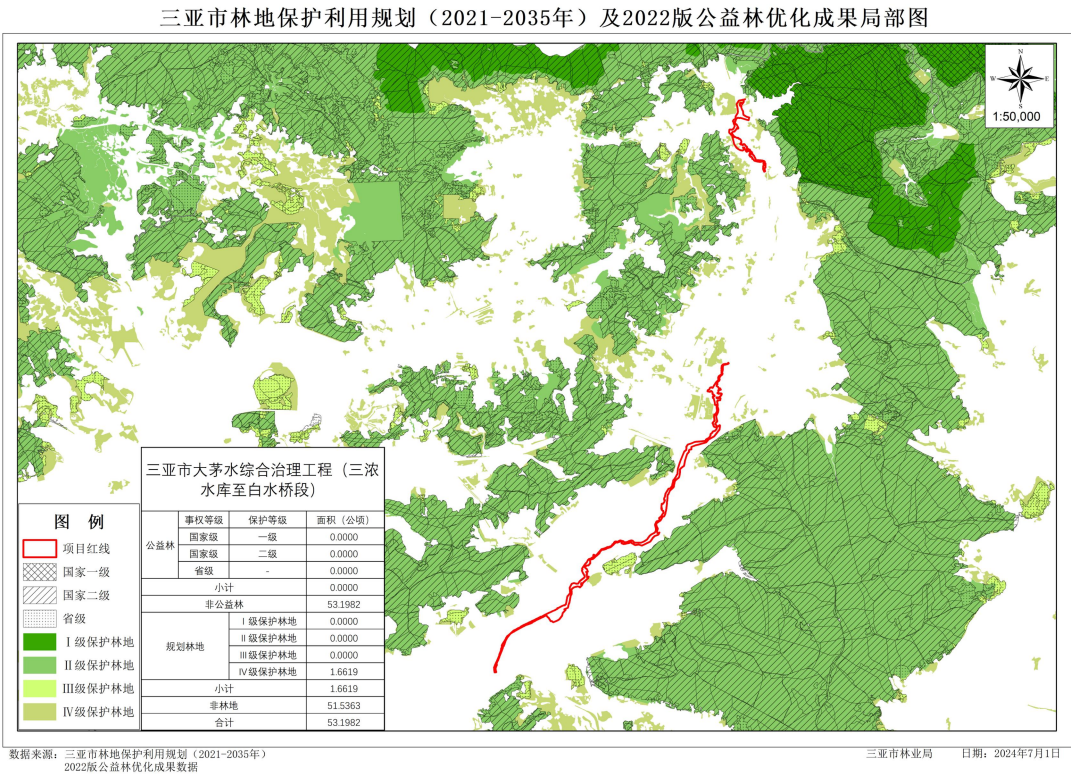 三亚市林地保护利用规划（2021-2035年）及2022版公益林优化成果局部图
N
W E
S
1:50,000
三亚市大茅水综合治理工程（三浓
水库至白水桥段）
事权等级 保护等级 面积（公顷）
公益林
国家级 一级 0.0000
国家级 二级 0.0000
省级 - 0.0000
小计 0.0000
非公益林 53.1982
规划林地
Ⅰ级保护林地 0.0000
Ⅱ级保护林地 0.0000
Ⅲ级保护林地 0.0000
Ⅳ级保护林地 1.6619
小计 1.6619
非林地 51.5363
合计 53.1982
图 例
项目红线
国家一级
国家二级
省级
Ⅰ级保护林地
Ⅱ级保护林地
Ⅲ级保护林地
Ⅳ级保护林地
数据来源：三亚市林地保护利用规划（2021-2035年）
2022版公益林优化成果数据
三亚市林业局 日期：2024年7月1日